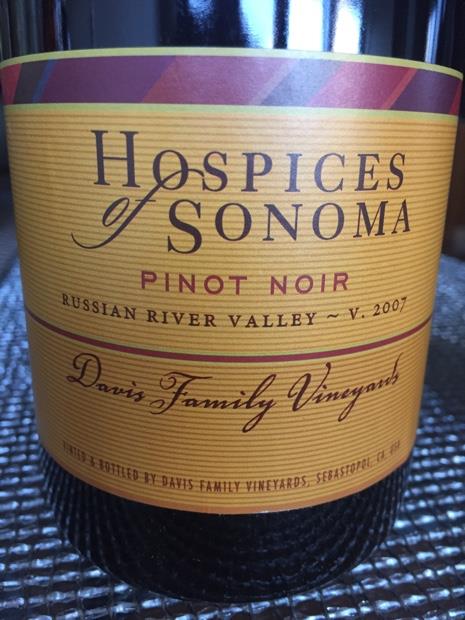 HOSPICES
of SONOMA
PINOT NOIR
RUSSIAN RIVER VALLEY ~ V. 2007
Davis Family Vineyards
& BOTTLED BY DAVIS FAMILY VINEYARDS, SEBASTOPOL, CA. USA